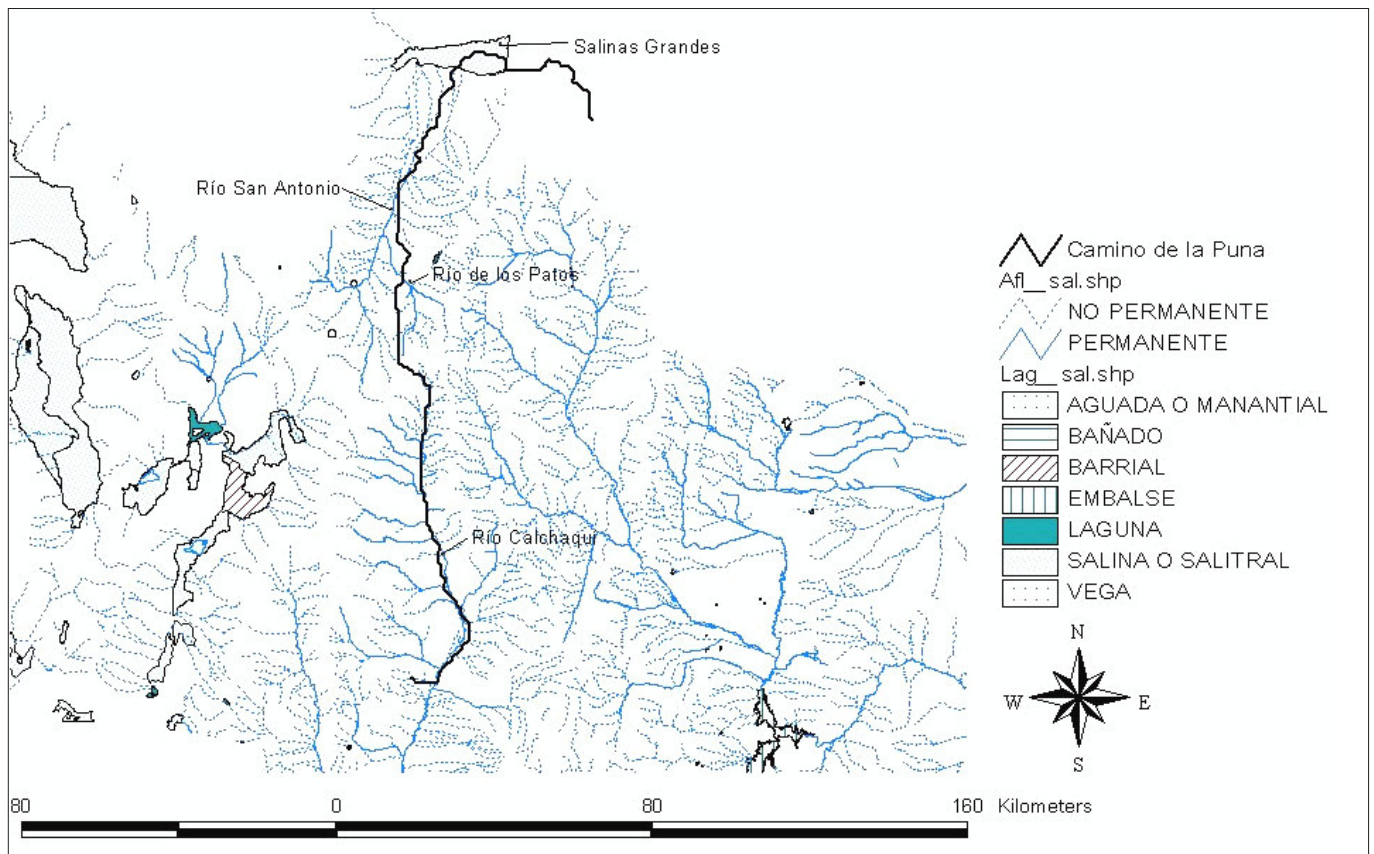 Salinas Grandes
Río San Antonio
Río de los Patos
Río Calchaquí
Camino de la Puna
Afl__sal.shp
NO PERMANENTE
PERMANENTE
Lag__sal.shp
AGUADA O MANANTIAL
BAÑADO
BARRIAL
EMBALSE
LAGUNA
SALINA O SALITRAL
VEGA
N
W E
S
80 0 80 160 Kilometers